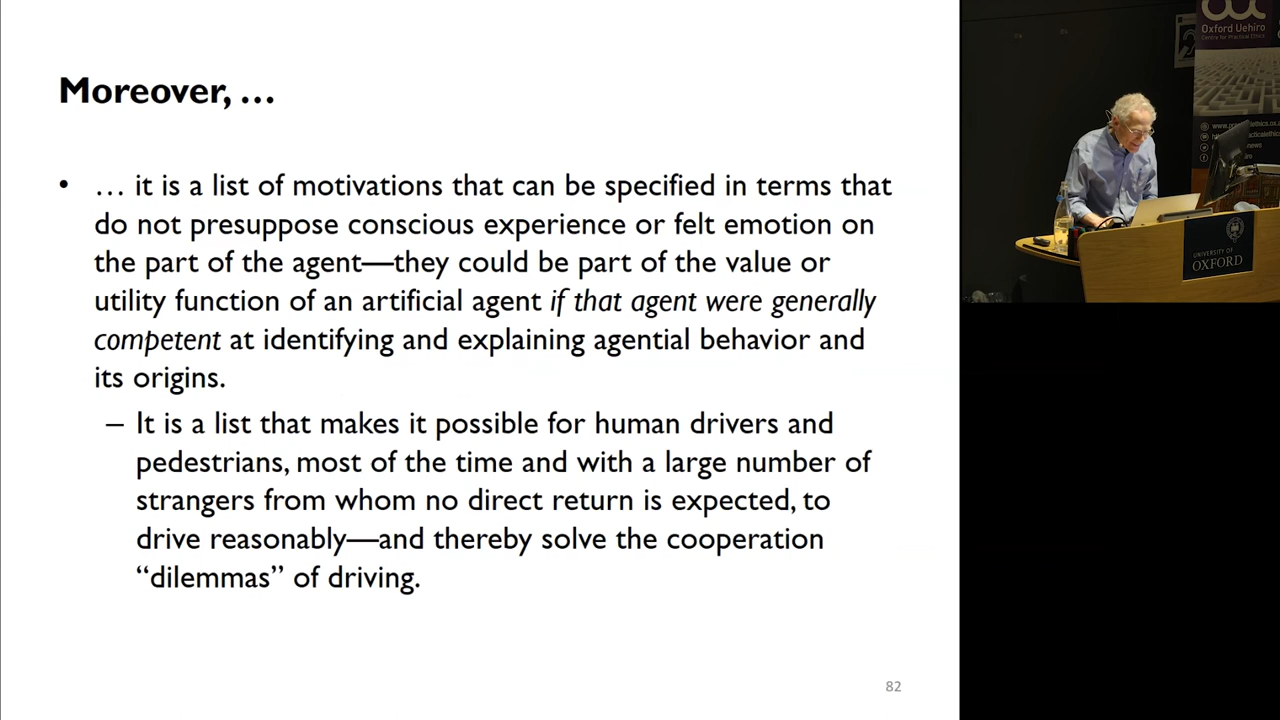 Moreover, …
• … it is a list of motivations that can be specified in terms that
do not presuppose conscious experience or felt emotion on
the part of the agent—they could be part of the value or
utility function of an artificial agent if that agent were generally
competent at identifying and explaining agential behavior and
its origins.
– It is a list that makes it possible for human drivers and
pedestrians, most of the time and with a large number of
strangers from whom no direct return is expected, to
drive reasonably—and thereby solve the cooperation
“dilemmas” of driving.
82
Oxford Uehiro
Centre for Practical Ethics
UNIVERSITY OF
OXFORD